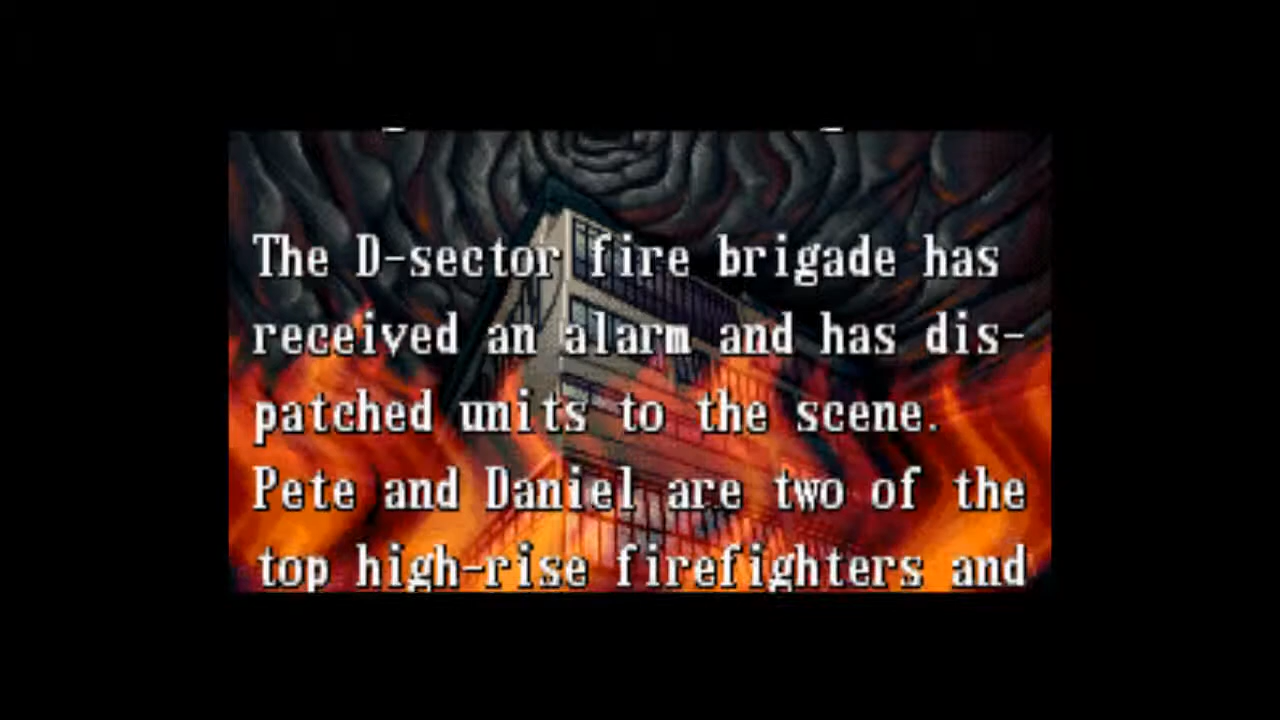 The D-sector fire brigade has
received an alarm and has dis-
patched units to the scene.
Pete and Daniel are two of the
top high-rise firefighters and